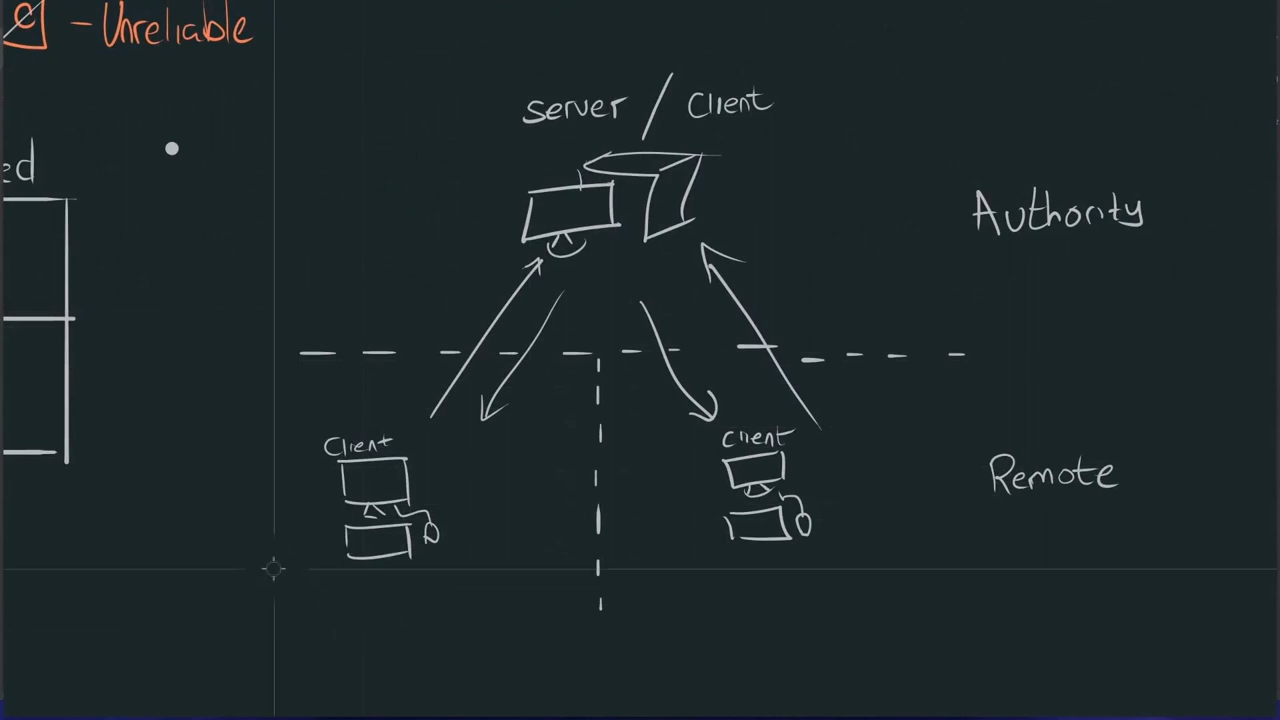 - Unreliable
ed
Server / Client
Authority
Client
Client
Remote